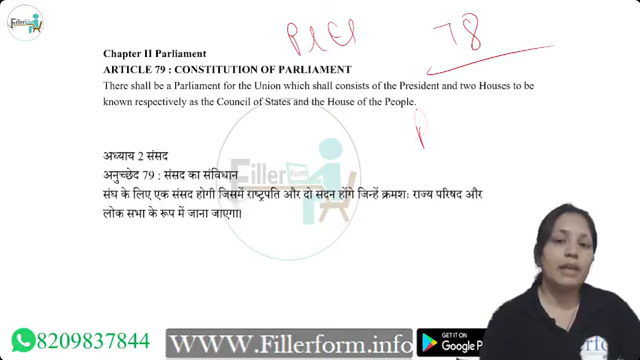 78
Chapter II Parliament
ARTICLE 79 : CONSTITUTION OF PARLIAMENT
There shall be a Parliament for the Union which shall consists of the President and two Houses to be
known respectively as the Council of States and the House of the People.
P
अध्याय 2 संसद
अनुच्छेद 79 : संसद का संविधान
संघ के लिए एक संसद होगी जिसमें राष्ट्रपति और दो सदन होंगे जिन्हें क्रमशः राज्य परिषद और
लोक सभा के रूप में जाना जाएगा।
Filler
Form
8209837844
WWW.Fillerform.info
GET IT ON
Google